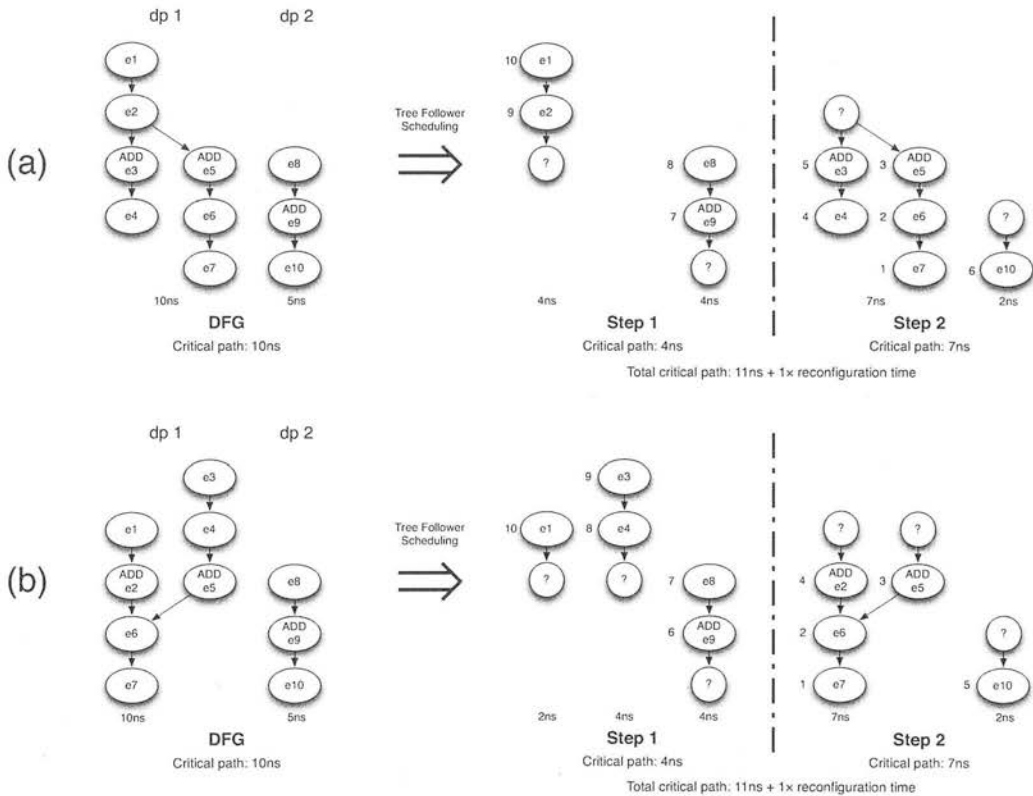 dp 1 dp 2
(a)
e1
e2
ADD e3
ADD e5
e8
e4
e6
ADD e9
e7
e10
10ns 5ns
DFG
Critical path: 10ns
Tree Follower
Scheduling
10 e1
9 e2
?
8 e8
7 ADD e9
?
4ns 4ns
Step 1
Critical path: 4ns
?
5 ADD e3
3 ADD e5
4 e4
2 e6
?
1 e7
6 e10
7ns 2ns
Step 2
Critical path: 7ns
Total critical path: 11ns + 1× reconfiguration time
dp 1 dp 2
(b)
e3
e1
e4
ADD e2
ADD e5
e8
e6
ADD e9
e7
e10
10ns 5ns
DFG
Critical path: 10ns
Tree Follower
Scheduling
9 e3
10 e1
8 e4
?
?
7 e8
6 ADD e9
?
2ns 4ns 4ns
Step 1
Critical path: 4ns
?
?
4 ADD e2
3 ADD e5
2 e6
?
1 e7
5 e10
7ns 2ns
Step 2
Critical path: 7ns
Total critical path: 11ns + 1× reconfiguration time